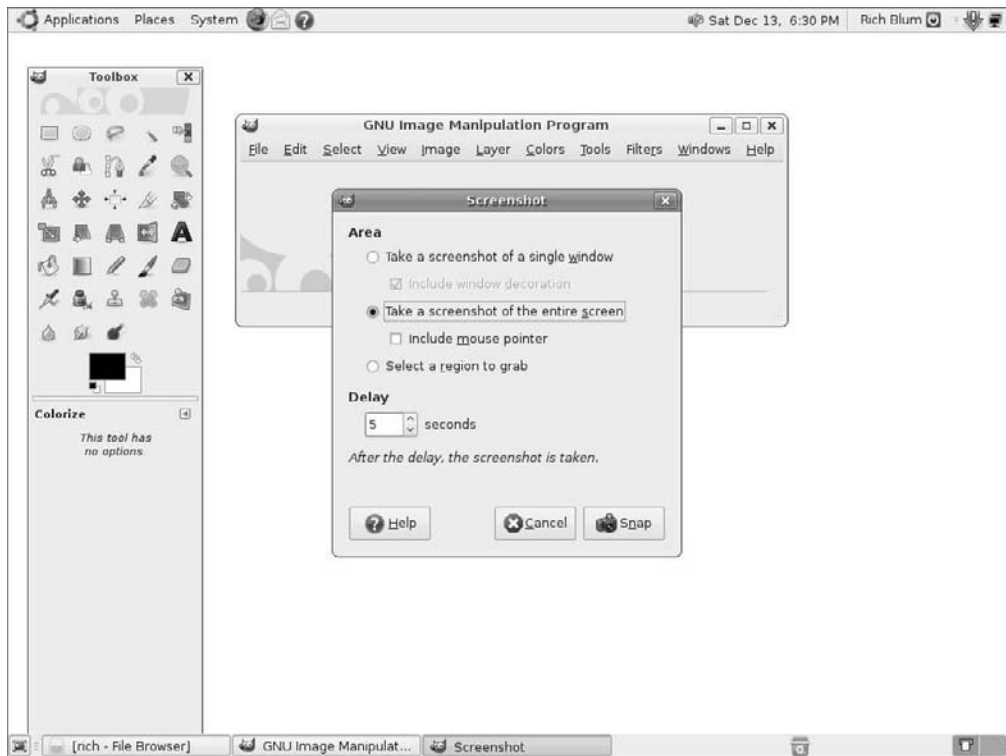 Applications Places System Sat Dec 13, 6:30 PM Rich Blum
Toolbox
GNU Image Manipulation Program
File Edit Select View Image Layer Colors Tools Filters Windows Help
Screenshot
Area
Take a screenshot of a single window
Include window decoration
Take a screenshot of the entire screen
Include mouse pointer
Select a region to grab
Delay
5 seconds
After the delay, the screenshot is taken.
Help Cancel Snap
Colorize
This tool has
no options
[rich - File Browser] GNU Image Manipulat... Screenshot